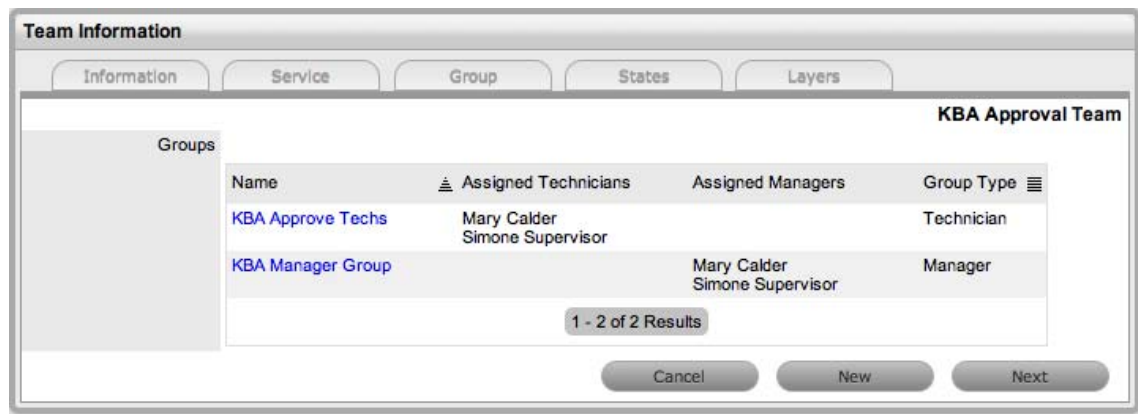 Team Information
Information Service Group States Layers
KBA Approval Team
Groups
Name Assigned Technicians Assigned Managers Group Type
KBA Approve Techs Mary Calder Technician
Simone Supervisor
KBA Manager Group Mary Calder Manager
Simone Supervisor
1 - 2 of 2 Results
Cancel New Next